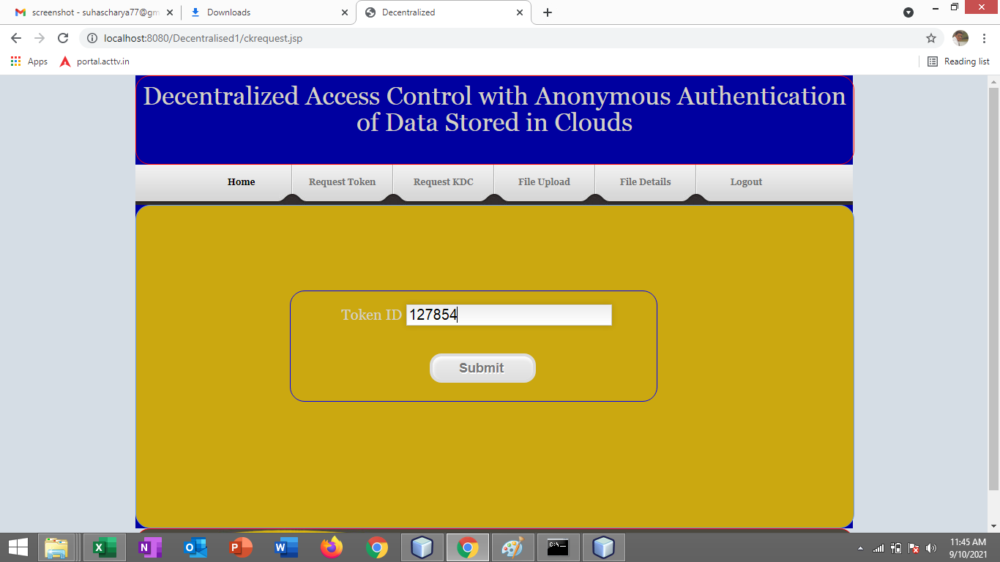 screenshot - suhascharya77@gm
Downloads
Decentralized
localhost:8080/Decentralised1/ckrequest.jsp
Apps
portal.acttv.in
Reading list
Decentralized Access Control with Anonymous Authentication
of Data Stored in Clouds
Home
Request Token
Request KDC
File Upload
File Details
Logout
Token ID 127854
Submit
11:45 AM
9/10/2021